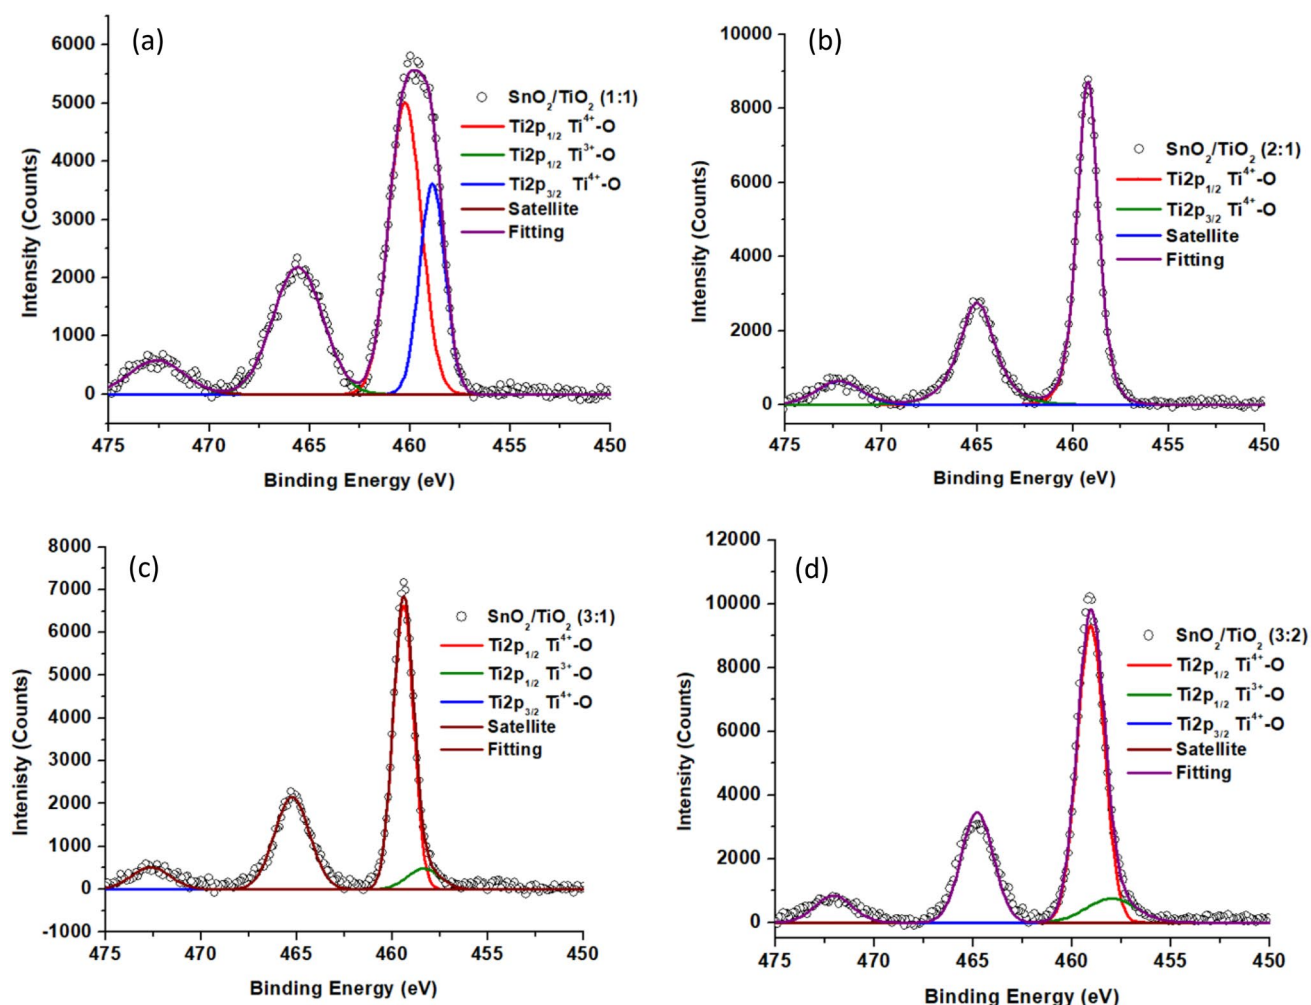 (a)
6000
5000
4000
3000
2000
1000
0
475 470 465 460 455 450
Intensity (Counts)
Binding Energy (eV)
SnO2/TiO2 (1:1)
Ti2p1/2 Ti4+-O
Ti2p1/2 Ti3+-O
Ti2p3/2 Ti4+-O
Satellite
Fitting
(b)
10000
8000
6000
4000
2000
0
475 470 465 460 455 450
Intensity (Counts)
Binding Energy (eV)
SnO2/TiO2 (2:1)
Ti2p1/2 Ti4+-O
Ti2p3/2 Ti4+-O
Satellite
Fitting
(c)
8000
7000
6000
5000
4000
3000
2000
1000
0
-1000
475 470 465 460 455 450
Intenisty (Counts)
Binding Energy (eV)
SnO2/TiO2 (3:1)
Ti2p1/2 Ti4+-O
Ti2p1/2 Ti3+-O
Ti2p3/2 Ti4+-O
Satellite
Fitting
(d)
12000
10000
8000
6000
4000
2000
0
475 470 465 460 455 450
Intensity (Counts)
Binding Energy (eV)
SnO2/TiO2 (3:2)
Ti2p1/2 Ti4+-O
Ti2p1/2 Ti3+-O
Ti2p3/2 Ti4+-O
Satellite
Fitting